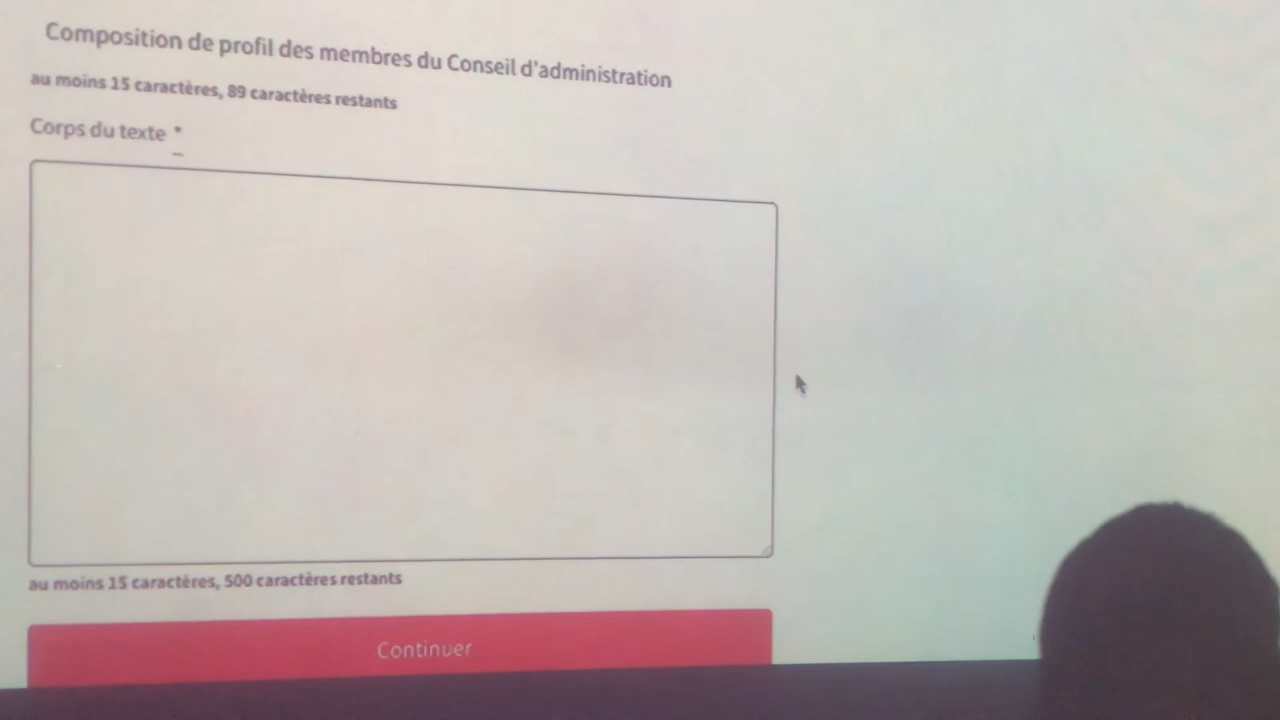 Composition de profil des membres du Conseil d'administration
au moins 15 caractères, 89 caractères restants
Corps du texte *
au moins 15 caractères, 500 caractères restants
Continuer